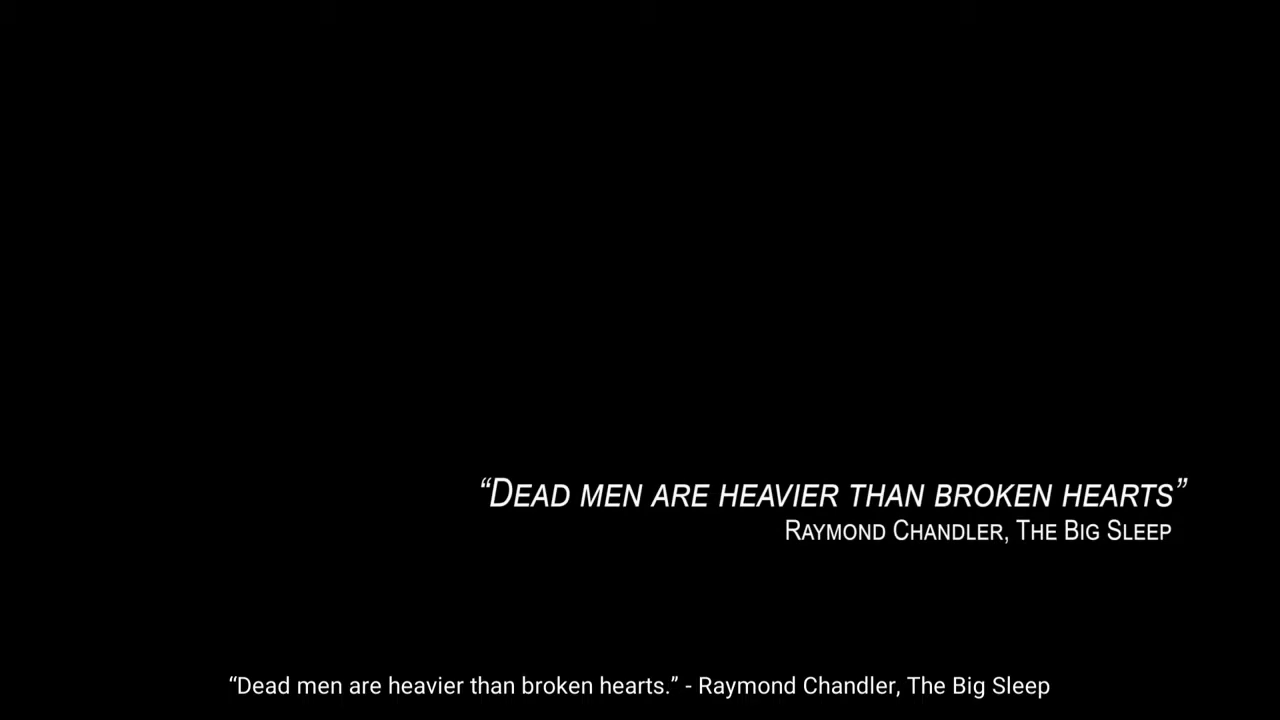 “DEAD MEN ARE HEAVIER THAN BROKEN HEARTS”
RAYMOND CHANDLER, THE BIG SLEEP
“Dead men are heavier than broken hearts.” - Raymond Chandler, The Big Sleep